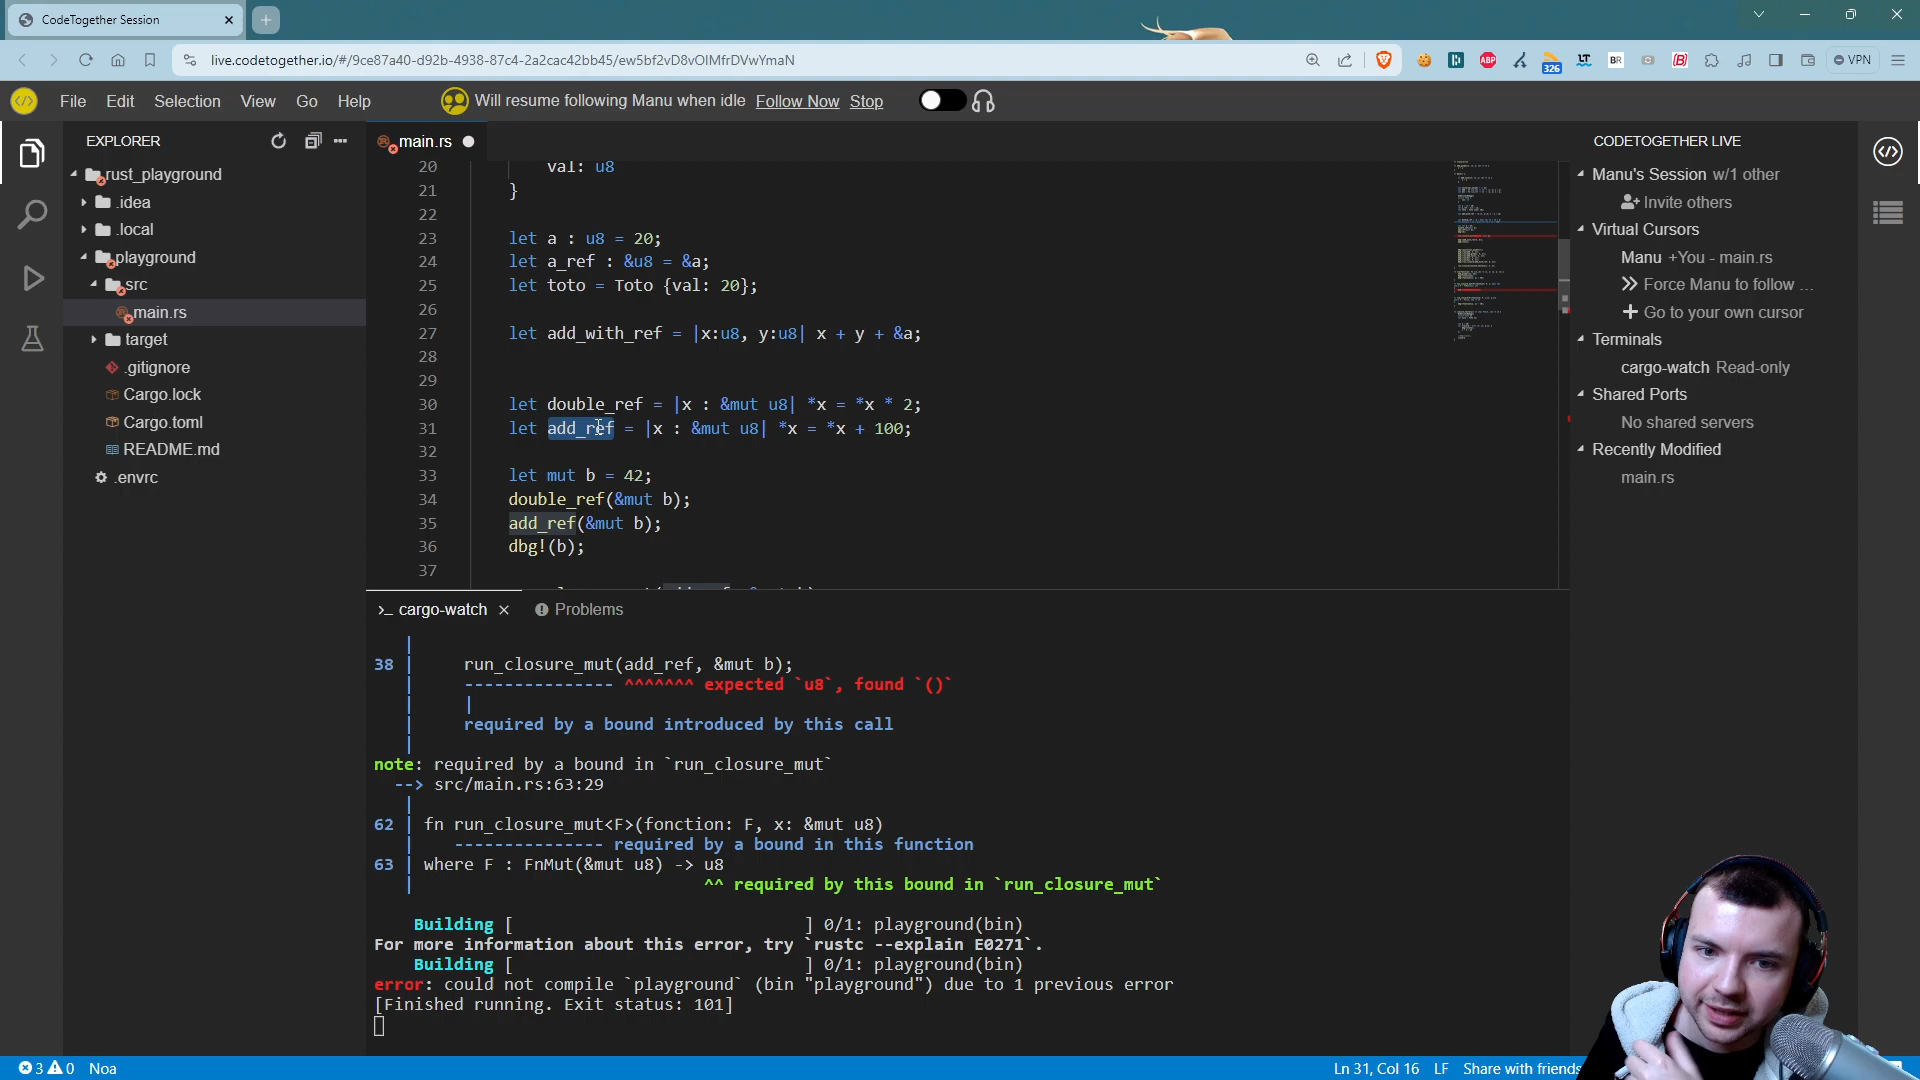 CodeTogether Session
live.codetogether.io/#/9ce87a40-d92b-4938-87c4-2a2cac42bb45/ew5bf2vD8vOIMfrDVwYmaN
326
VPN
File Edit Selection View Go Help
Will resume following Manu when idle Follow Now Stop
EXPLORER
rust_playground
.idea
.local
playground
src
main.rs
target
.gitignore
Cargo.lock
Cargo.toml
README.md
.envrc
main.rs
20 val: u8
21 }
22
23 let a : u8 = 20;
24 let a_ref : &u8 = &a;
25 let toto = Toto {val: 20};
26
27 let add_with_ref = |x:u8, y:u8| x + y + &a;
28
29
30 let double_ref = |x : &mut u8| *x = *x * 2;
31 let add_ref = |x : &mut u8| *x = *x + 100;
32
33 let mut b = 42;
34 double_ref(&mut b);
35 add_ref(&mut b);
36 dbg!(b);
37
>_ cargo-watch
Problems
38 | run_closure_mut(add_ref, &mut b);
| --------------- ^^^^^^^ expected `u8`, found `()`
| |
| required by a bound introduced by this call
|
note: required by a bound in `run_closure_mut`
--> src/main.rs:63:29
|
62 | fn run_closure_mut<F>(fonction: F, x: &mut u8)
| --------------- required by a bound in this function
63 | where F : FnMut(&mut u8) -> u8
| ^^ required by this bound in `run_closure_mut`
Building [ ] 0/1: playground(bin)
For more information about this error, try `rustc --explain E0271`.
Building [ ] 0/1: playground(bin)
error: could not compile `playground` (bin "playground") due to 1 previous error
[Finished running. Exit status: 101]
CODETOGETHER LIVE
Manu's Session w/1 other
Invite others
Virtual Cursors
Manu +You - main.rs
Force Manu to follow ...
Go to your own cursor
Terminals
cargo-watch Read-only
Shared Ports
No shared servers
Recently Modified
main.rs
3 0 Noa
Ln 31, Col 16 LF Share with friends